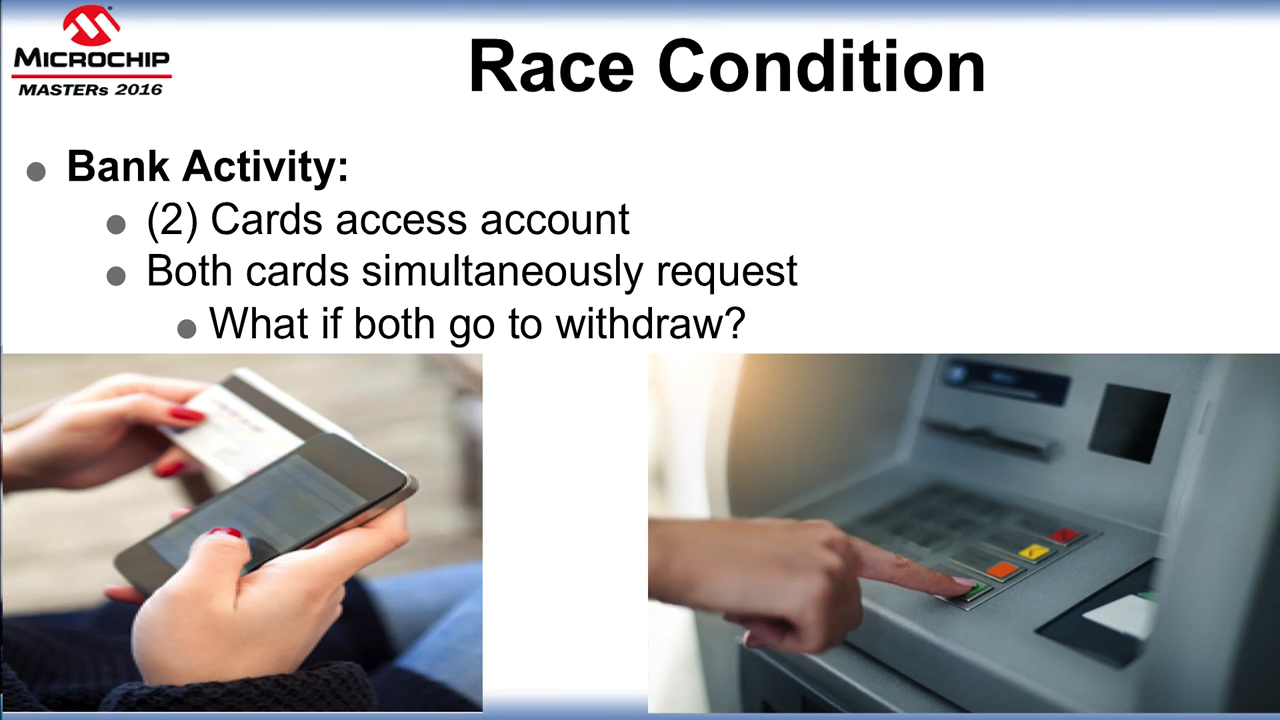 MICROCHIP
MASTERs 2016
Race Condition
Bank Activity:
(2) Cards access account
Both cards simultaneously request
What if both go to withdraw?